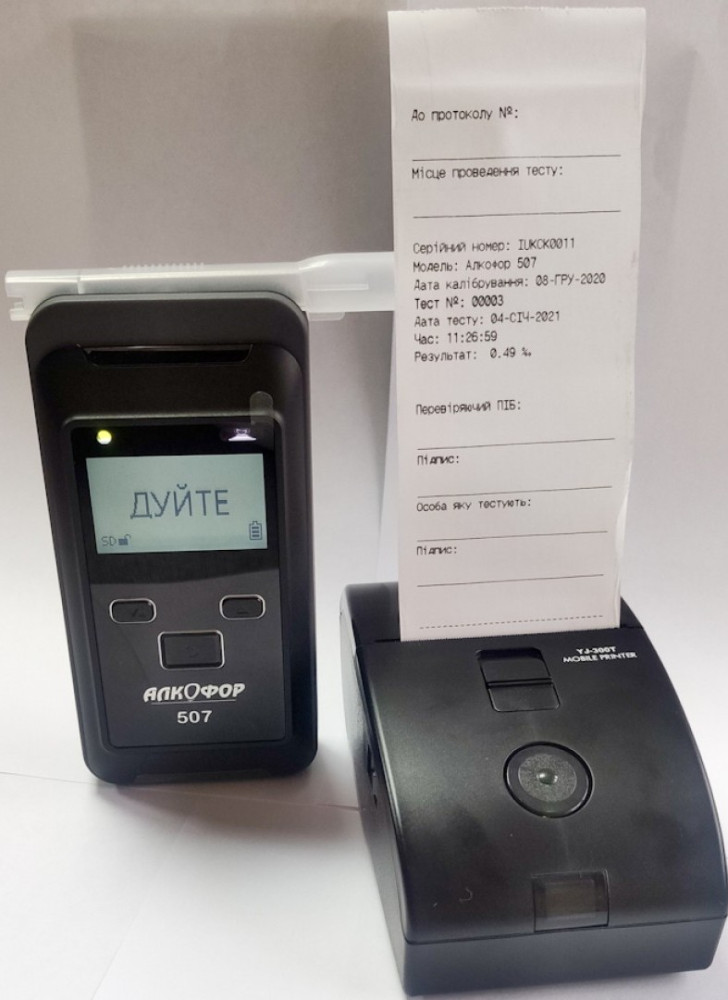 ДУЙТЕ
SD
АЛКОФОР
507
До протоколу №:
Місце проведення тесту:
Серійний номер: IUKCK0011
Модель: Алкофор 507
Дата калібрування: 08-ГРУ-2020
Тест №: 00003
Дата тесту: 04-СІЧ-2021
Час: 11:26:59
Результат: 0.49 ‰
Перевіряючий ПІБ:
Підпис:
Особа яку тестують:
Підпис:
YJ-300T
MOBILE PRINTER